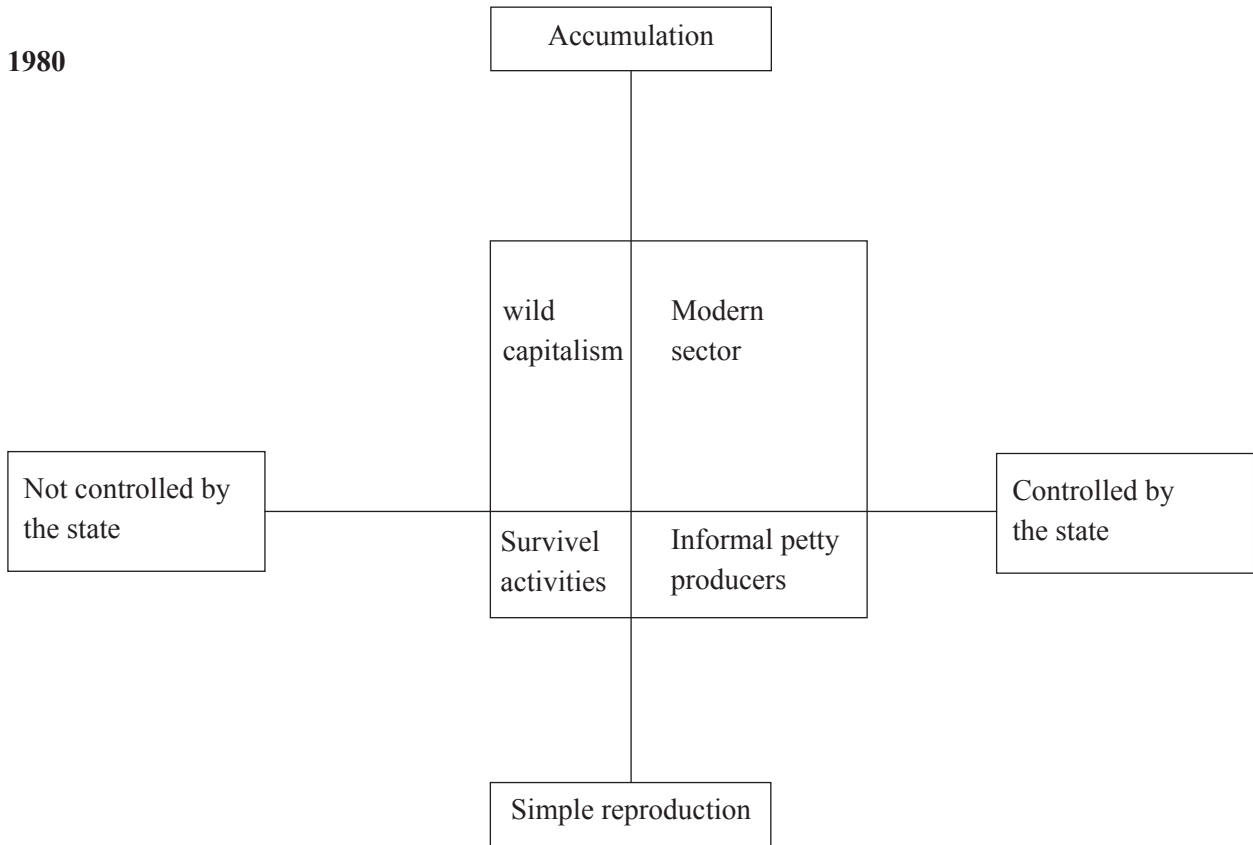 Accumulation
1980
wild
capitalism
Modern
sector
Not controlled by
the state
Controlled by
the state
Survivel
activities
Informal petty
producers
Simple reproduction